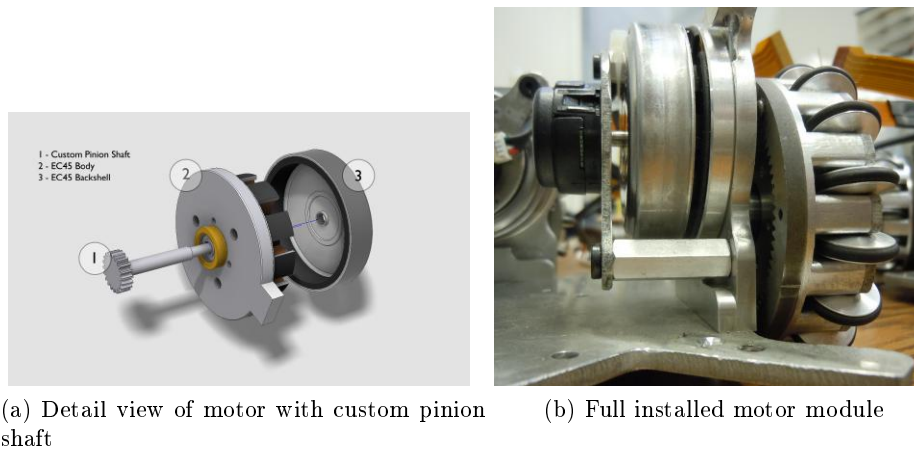 1 - Custom Pinion Shaft
2 - EC45 Body
3 - EC45 Backshell
1
2
3
(a) Detail view of motor with custom pinion
shaft
(b) Full installed motor module